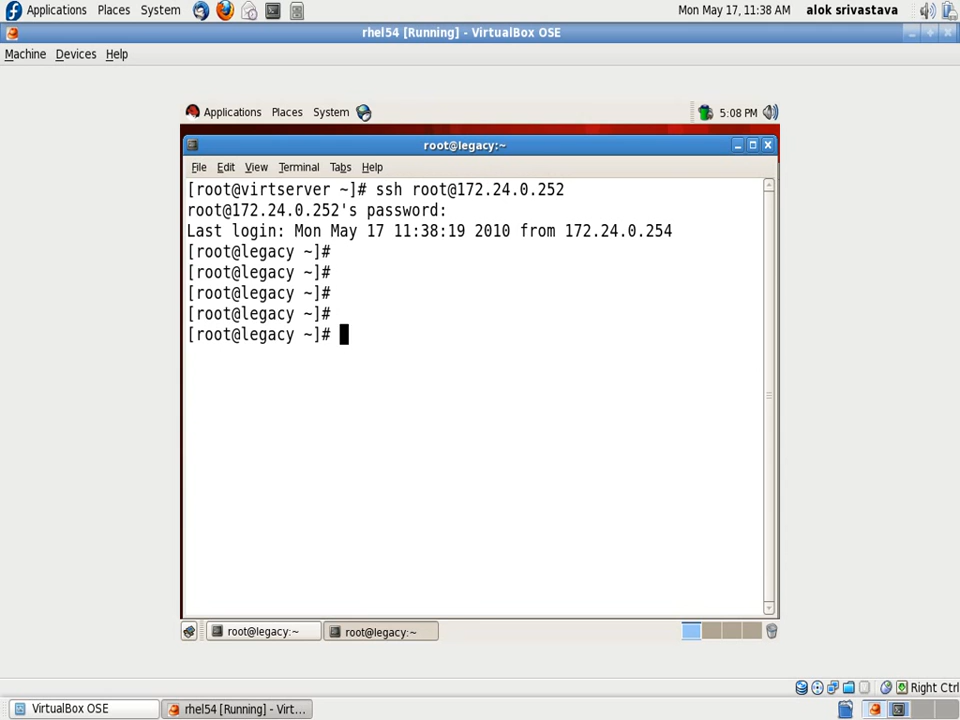 Applications Places System Mon May 17, 11:38 AM alok srivastava
rhel54 [Running] - VirtualBox OSE
Machine Devices Help
Applications Places System 5:08 PM
root@legacy:~
File Edit View Terminal Tabs Help
[root@virtserver ~]# ssh root@172.24.0.252
root@172.24.0.252's password:
Last login: Mon May 17 11:38:19 2010 from 172.24.0.254
[root@legacy ~]#
[root@legacy ~]#
[root@legacy ~]#
[root@legacy ~]#
[root@legacy ~]#
root@legacy:~ root@legacy:~
Right Ctrl
VirtualBox OSE rhel54 [Running] - Virt...